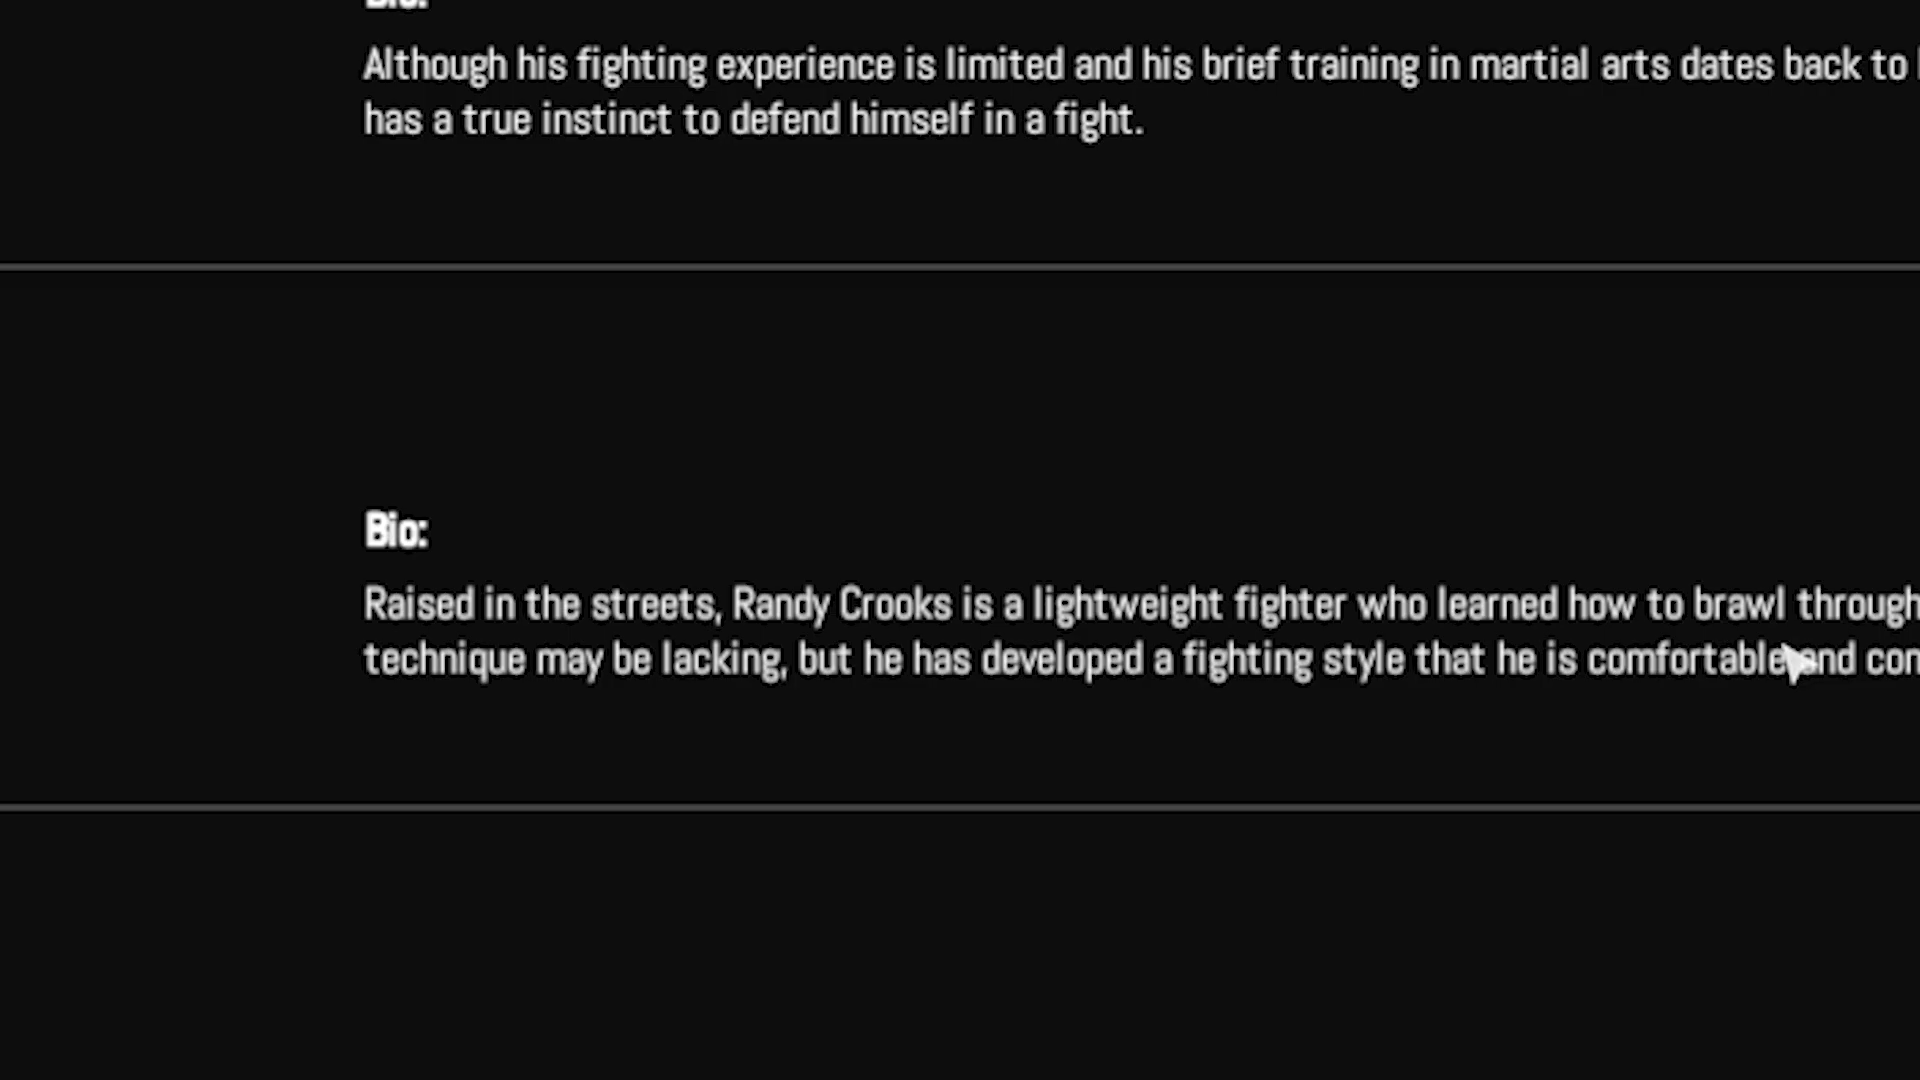 Bio:
Although his fighting experience is limited and his brief training in martial arts dates back to
has a true instinct to defend himself in a fight.
Bio:
Raised in the streets, Randy Crooks is a lightweight fighter who learned how to brawl through
technique may be lacking, but he has developed a fighting style that he is comfortable and